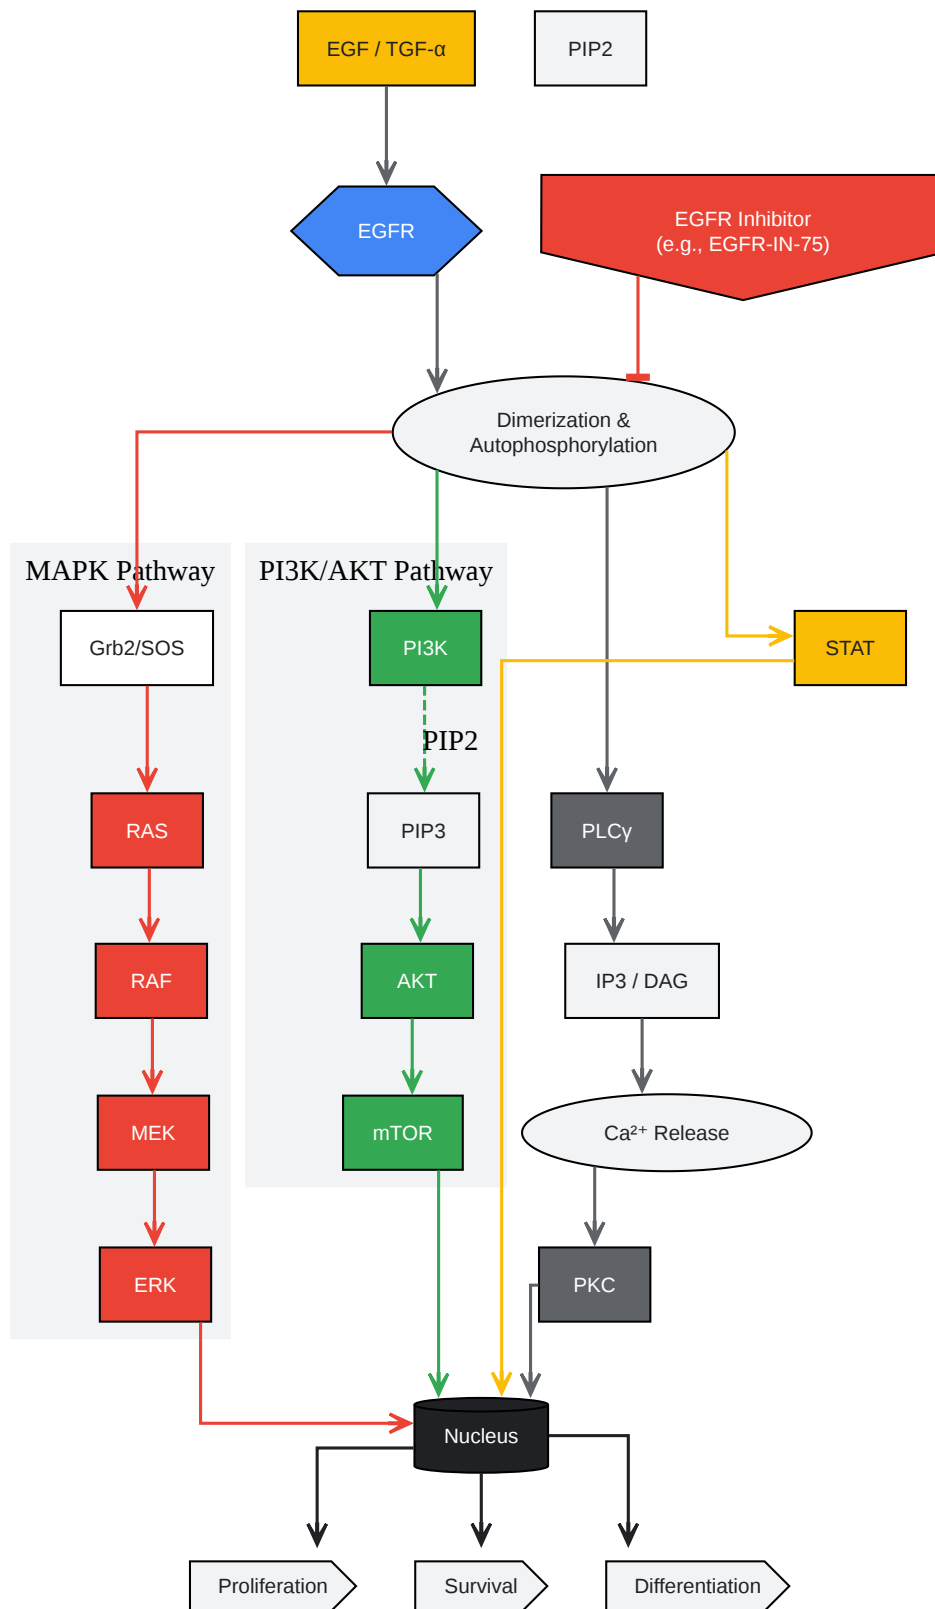 EGF / TGF-α
PIP2
EGFR
EGFR Inhibitor
(e.g., EGFR-IN-75)
Dimerization &
Autophosphorylation
MAPK Pathway
PI3K/AKT Pathway
Grb2/SOS
PI3K
STAT
PIP2
RAS
PIP3
PLCγ
RAF
AKT
IP3 / DAG
MEK
mTOR
Ca²⁺ Release
ERK
PKC
Nucleus
Proliferation
Survival
Differentiation